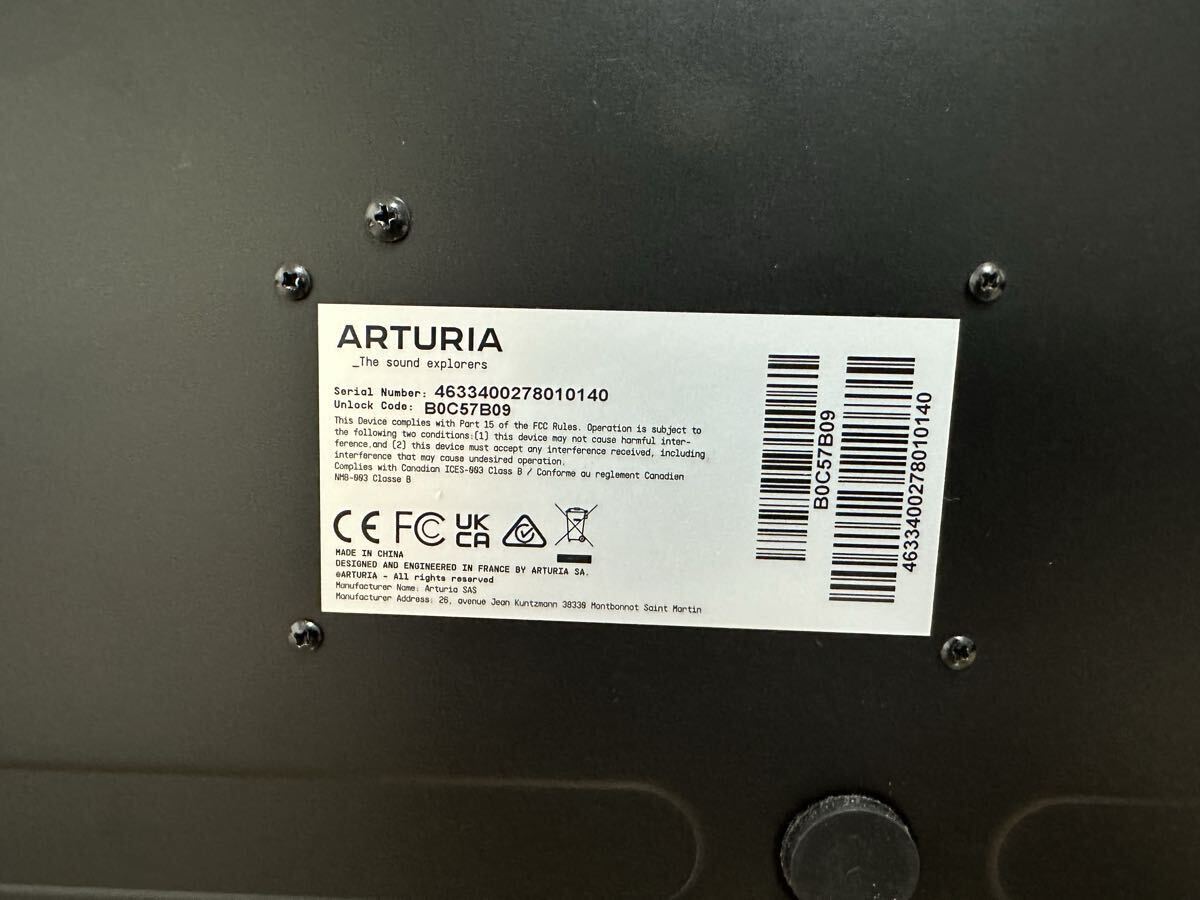 ARTURIA
_The sound explorers
Serial Number: 4633400278010140
Unlock Code: B0C57B09
This Device complies with Part 15 of the FCC Rules. Operation is subject to
the following two conditions:(1) this device may not cause harmful inter-
ference,and (2) this device must accept any interference received, including
interference that may cause undesired operation.
Complies with Canadian ICES-003 Class B / Conforme au reglement Canadien
NMB-003 Classe B
CE FC UK
CA
MADE IN CHINA
DESIGNED AND ENGINEERED IN FRANCE BY ARTURIA SA.
©ARTURIA - All rights reserved
Manufacturer Name: Arturia SAS
Manufacturer Address: 26, avenue Jean Kuntzmann 38330 Montbonnot Saint Martin
B0C57B09
4633400278010140